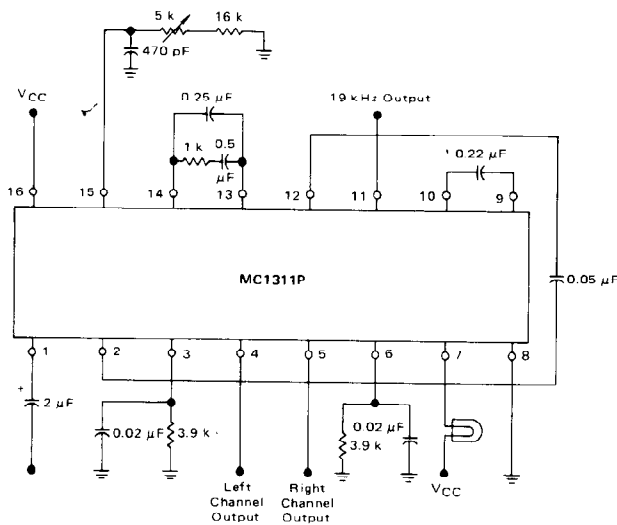 5 k
16 k
470 pF
VCC
0.25 µF
19 kHz Output
1 k
0.5
µF
0.22 µF
16
15
14
13
12
11
10
9
MC1311P
0.05 µF
1
2
3
4
5
6
7
8
+
2 µF
0.02 µF
3.9 k
0.02 µF
3.9 k
Left
Channel
Output
Right
Channel
Output
VCC